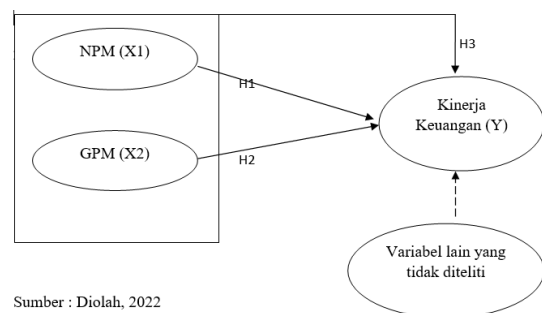 H3
NPM (X1)
H1
Kinerja
Keuangan (Y)
GPM (X2)
H2
Variabel lain yang
tidak diteliti
Sumber : Diolah, 2022